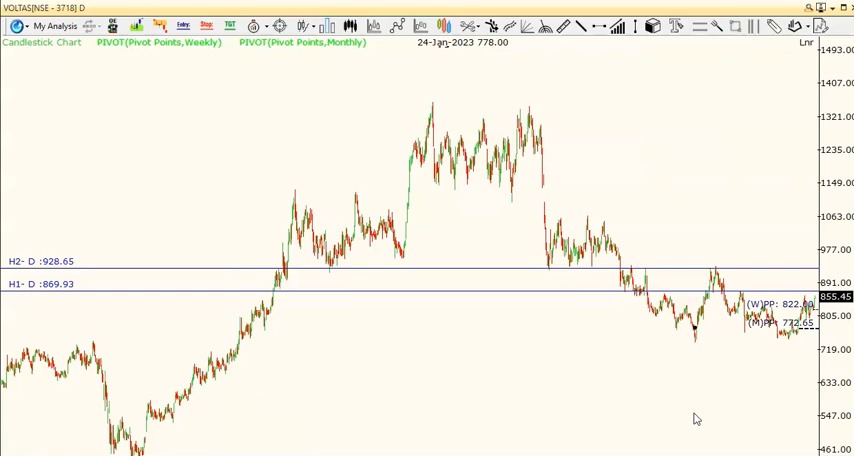 VOLTAS[NSE - 3718] D
My Analysis
Entry:
Stop:
TGT
Candlestick Chart PIVOT(Pivot Points,Weekly) PIVOT(Pivot Points,Monthly) 24-Jan-2023 778.00 Lnr
1493.00
1407.00
1321.00
1235.00
1149.00
1063.00
977.00
H2- D :928.65
891.00
H1- D :869.93
855.45
(W)PP: 822.00
805.00
(M)PP: 772.65
719.00
633.00
547.00
461.00